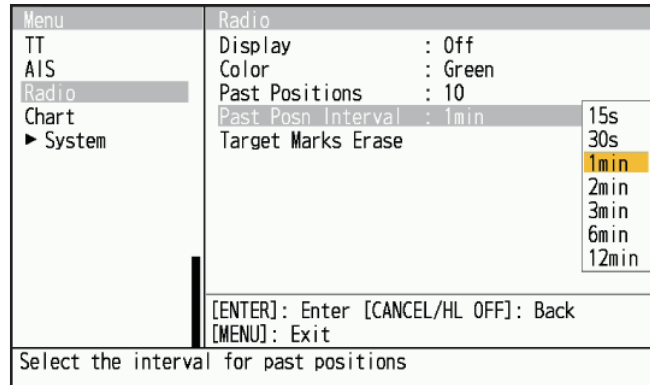 Menu
TT
AIS
Radio
Chart
► System
Radio
Display : Off
Color : Green
Past Positions : 10
Past Posn Interval : 1min
Target Marks Erase
15s
30s
1min
2min
3min
6min
12min
[ENTER]: Enter [CANCEL/HL OFF]: Back
[MENU]: Exit
Select the interval for past positions